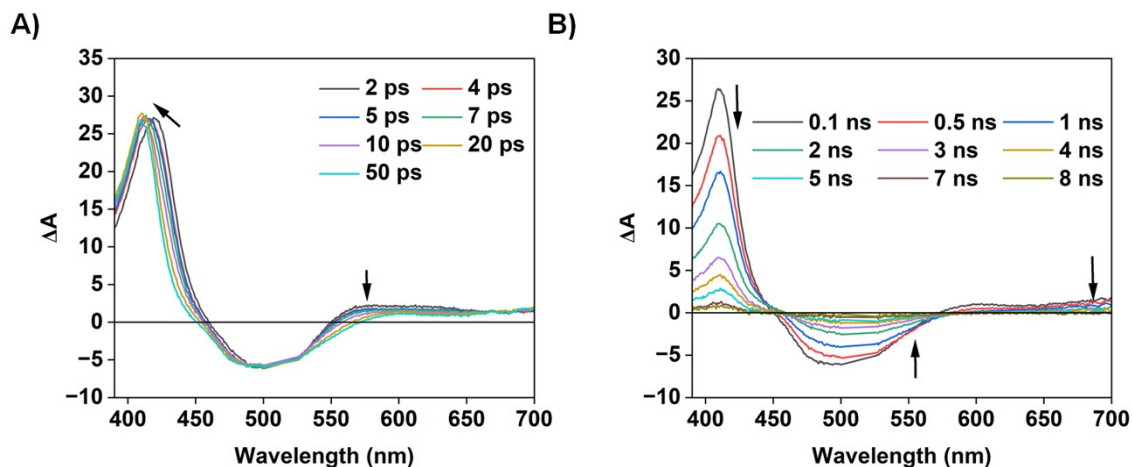 A)
35
30
25
20
15
10
5
0
−5
−10
ΔA
2 ps 4 ps
5 ps 7 ps
10 ps 20 ps
50 ps
400 450 500 550 600 650 700
Wavelength (nm)
B)
30
25
20
15
10
5
0
−5
−10
ΔA
0.1 ns 0.5 ns 1 ns
2 ns 3 ns 4 ns
5 ns 7 ns 8 ns
400 450 500 550 600 650 700
Wavelength (nm)